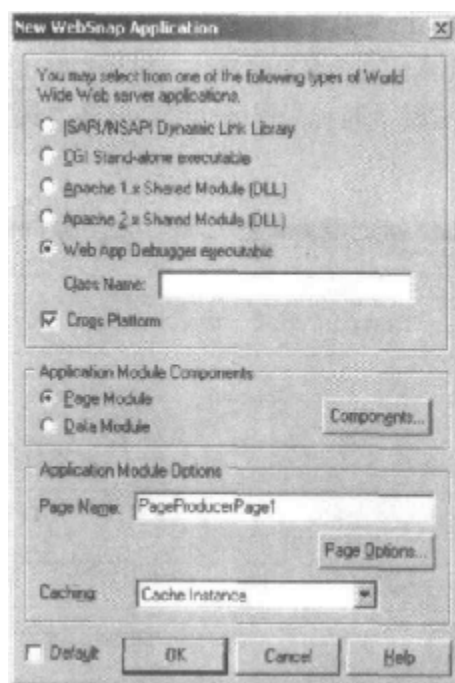 New WebSnap Application
You may select from one of the following types of World
Wide Web server applications.
ISAPI/NSAPI Dynamic Link Library
CGI Stand-alone executable
Apache 1.x Shared Module (DLL)
Apache 2.x Shared Module (DLL)
Web App Debugger executable
Class Name:
Cross Platform
Application Module Components
Page Module
Data Module
Components...
Application Module Options
Page Name: PageProducerPage1
Page Options...
Caching: Cache Instance
Default OK Cancel Help